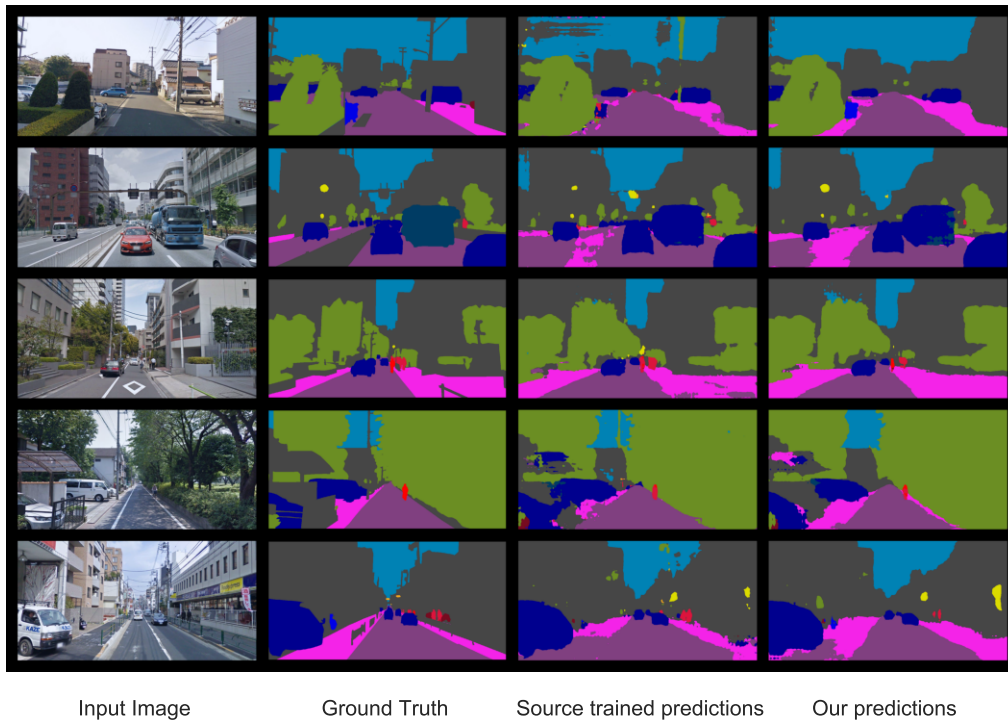 Input Image
Ground Truth
Source trained predictions
Our predictions